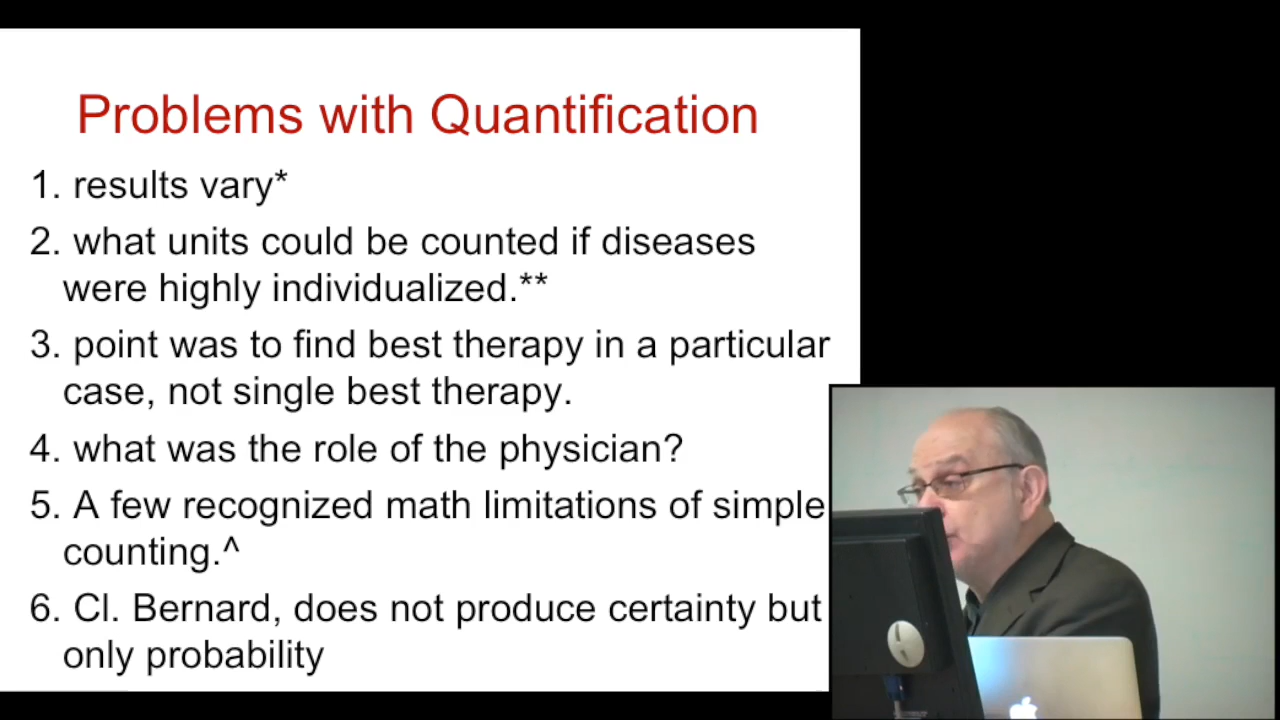 Problems with Quantification
1. results vary*
2. what units could be counted if diseases
were highly individualized.**
3. point was to find best therapy in a particular
case, not single best therapy.
4. what was the role of the physician?
5. A few recognized math limitations of simple
counting.^
6. Cl. Bernard, does not produce certainty but
only probability